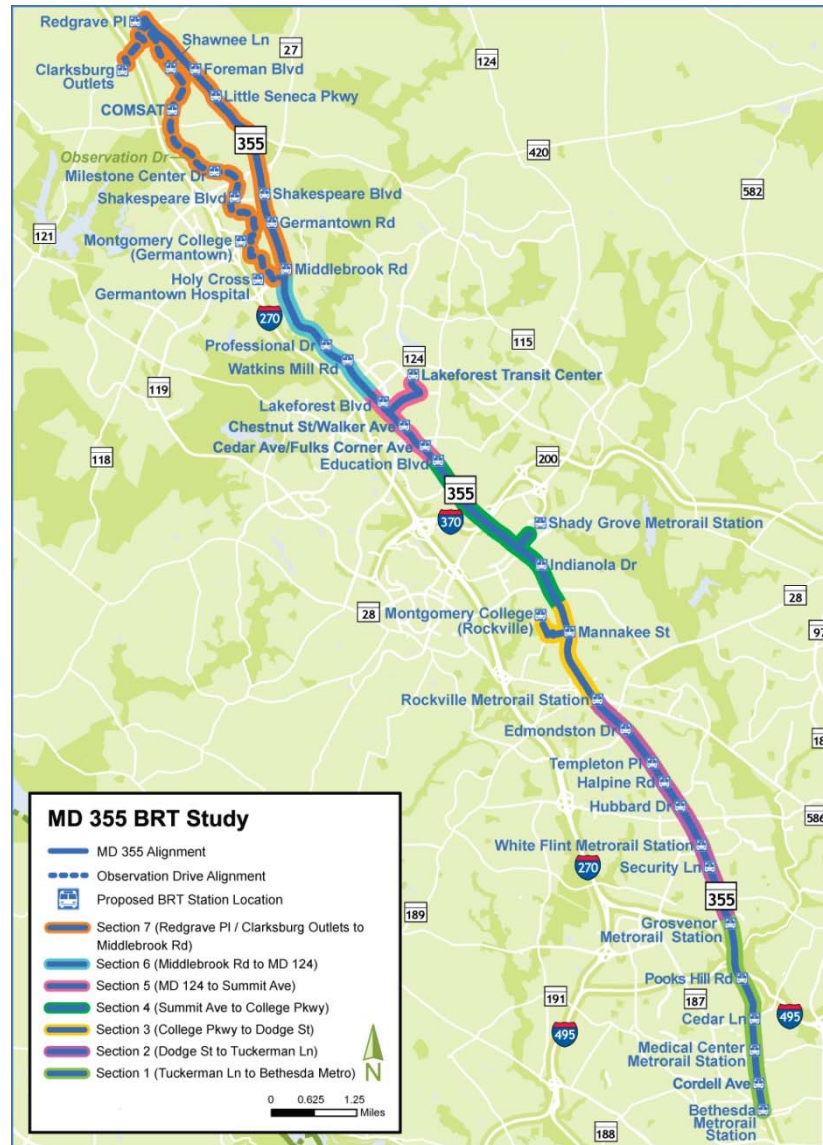 Redgrave Pl
Shawnee Ln
27
124
Clarksburg
Outlets
Foreman Blvd
Little Seneca Pkwy
COMSAT
355
420
Observation Dr
Milestone Center Dr
582
Shakespeare Blvd
Shakespeare Blvd
121
Germantown Rd
Montgomery College
(Germantown)
Middlebrook Rd
Holy Cross
Germantown Hospital
270
Professional Dr
115
124
Watkins Mill Rd
Lakeforest Transit Center
119
Lakeforest Blvd
Chestnut St/Walker Ave
Cedar Ave/Fulks Corner Ave
118
Education Blvd
200
355
370
Shady Grove Metrorail Station
Indianola Dr
28
28
Montgomery College
(Rockville)
Mannakee St
97
Rockville Metrorail Station
Edmondston Dr
18
Templeton Pl
Halpine Rd
Hubbard Dr
586
White Flint Metrorail Station
270
Security Ln
355
189
Grosvenor
Metrorail Station
Pooks Hill Rd
191
187
Cedar Ln
495
495
Medical Center
Metrorail Station
Cordell Ave
Bethesda
Metrorail
Station
188
MD 355 BRT Study
MD 355 Alignment
Observation Drive Alignment
Proposed BRT Station Location
Section 7 (Redgrave Pl / Clarksburg Outlets to
Middlebrook Rd)
Section 6 (Middlebrook Rd to MD 124)
Section 5 (MD 124 to Summit Ave)
Section 4 (Summit Ave to College Pkwy)
Section 3 (College Pkwy to Dodge St)
Section 2 (Dodge St to Tuckerman Ln)
Section 1 (Tuckerman Ln to Bethesda Metro)
N
0 0.625 1.25
Miles